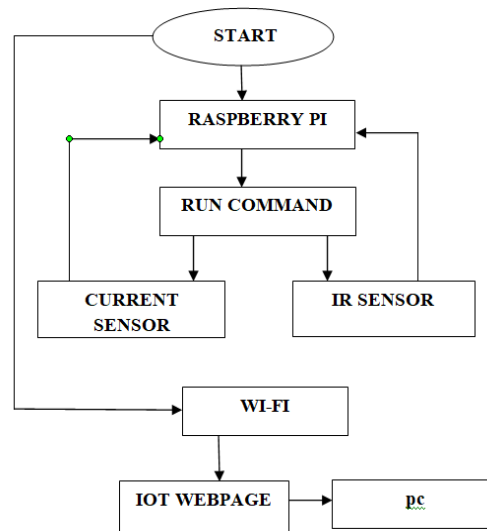 START
RASPBERRY PI
RUN COMMAND
CURRENT
SENSOR
IR SENSOR
WI-FI
IOT WEBPAGE
pc